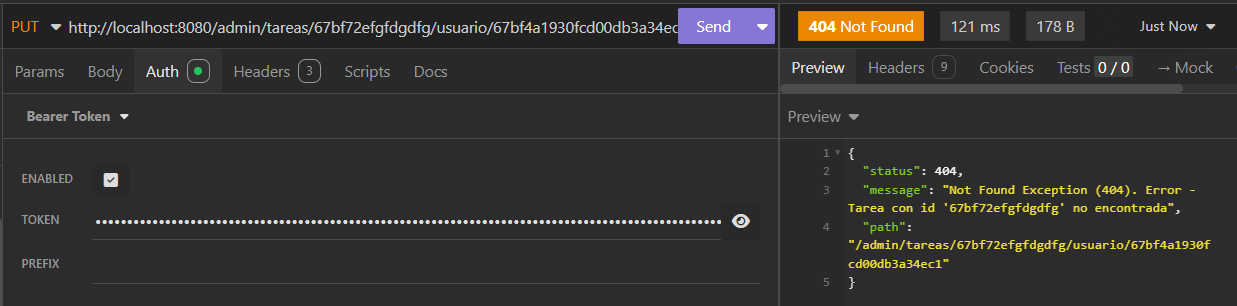 PUT http://localhost:8080/admin/tareas/67bf72efgfdgdfg/usuario/67bf4a1930fcd00db3a34ec Send
404 Not Found 121 ms 178 B Just Now
Params Body Auth Headers 3 Scripts Docs
Preview Headers 9 Cookies Tests 0 / 0 → Mock
Bearer Token
Preview
ENABLED
TOKEN ••••••••••••••••••••••••••••••••••••••••••••••••••••••••••••••••••••••••••••••••••••••••••••••••••••
PREFIX
1 {
2 "status": 404,
3 "message": "Not Found Exception (404). Error -
Tarea con id '67bf72efgfdgdfg' no encontrada",
4 "path":
"/admin/tareas/67bf72efgfdgdfg/usuario/67bf4a1930f
cd00db3a34ec1"
5 }